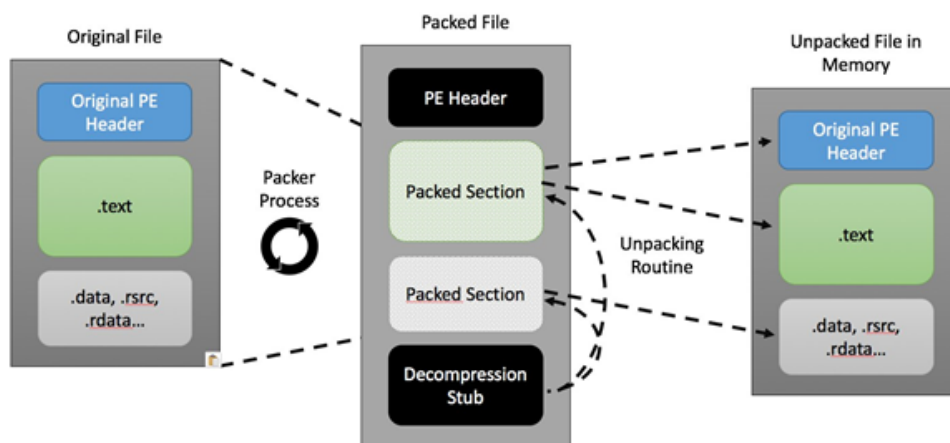 Original File
Original PE
Header
.text
.data, .rsrc,
.rdata...
Packer
Process
Packed File
PE Header
Packed Section
Packed Section
Decompression
Stub
Unpacking
Routine
Unpacked File in
Memory
Original PE
Header
.text
.data, .rsrc,
.rdata...